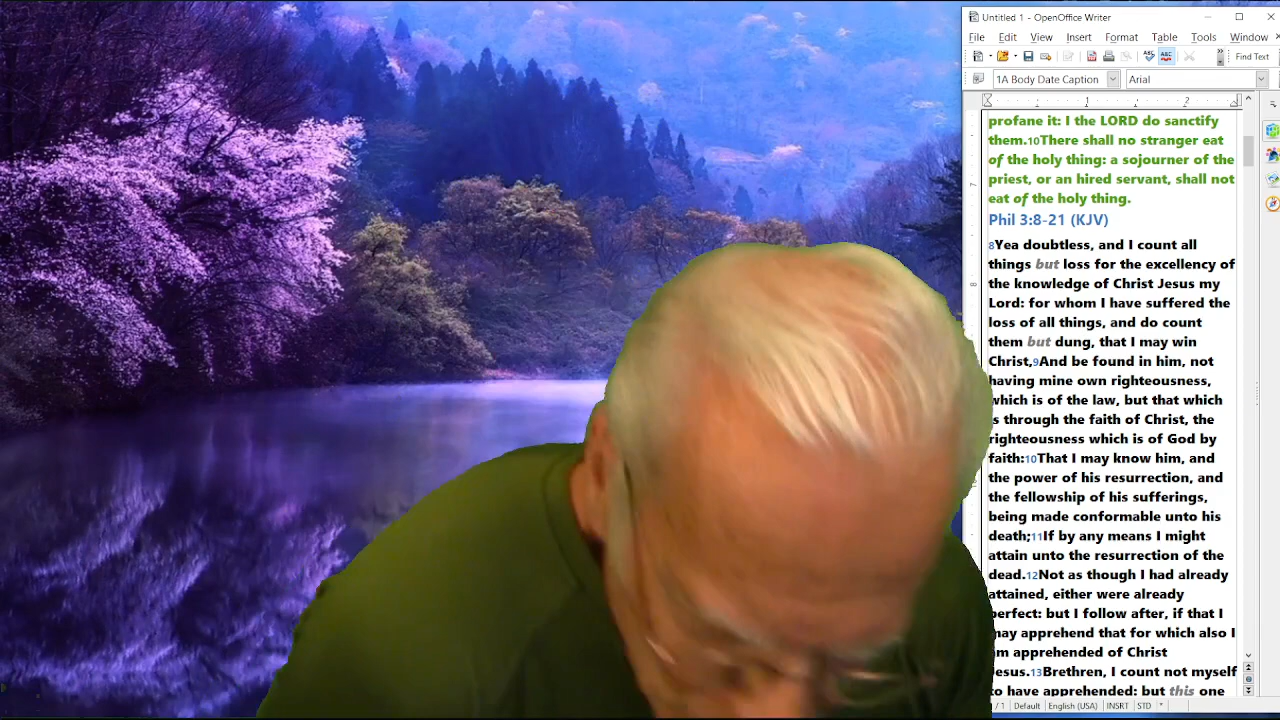 Untitled 1 - OpenOffice Writer
File Edit View Insert Format Table Tools Window
Find Text
1A Body Date Caption Arial
1 2
profane it: I the LORD do sanctify
them.10There shall no stranger eat
of the holy thing: a sojourner of the
priest, or an hired servant, shall not
eat of the holy thing.
Phil 3:8-21 (KJV)
8Yea doubtless, and I count all
things but loss for the excellency of
the knowledge of Christ Jesus my
Lord: for whom I have suffered the
loss of all things, and do count
them but dung, that I may win
Christ,9And be found in him, not
having mine own righteousness,
which is of the law, but that which
s through the faith of Christ, the
righteousness which is of God by
faith:10That I may know him, and
the power of his resurrection, and
the fellowship of his sufferings,
being made conformable unto his
death;11If by any means I might
attain unto the resurrection of the
dead.12Not as though I had already
attained, either were already
perfect: but I follow after, if that I
may apprehend that for which also I
m apprehended of Christ
Jesus.13Brethren, I count not myself
to have apprehended: but this one
/ 1 Default English (USA) INSRT STD *